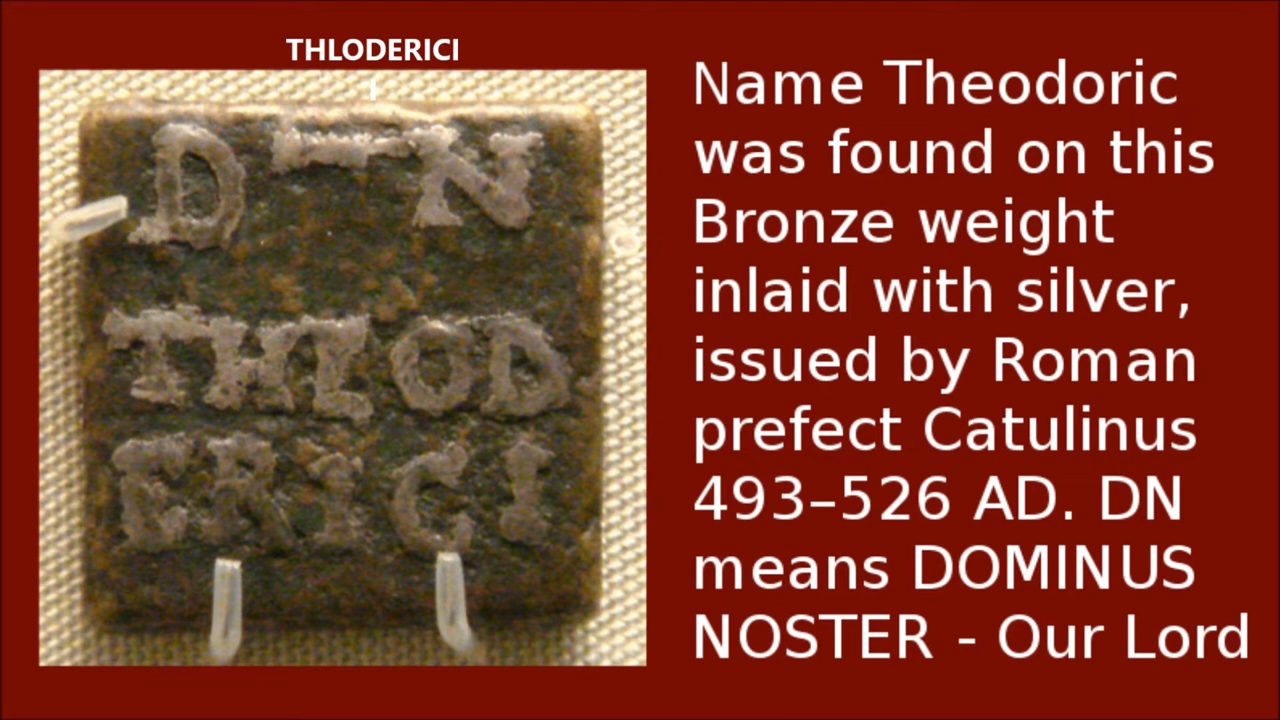 THLODERICI
D N
THLOD
ERICI
Name Theodoric
was found on this
Bronze weight
inlaid with silver,
issued by Roman
prefect Catulinus
493–526 AD. DN
means DOMINUS
NOSTER - Our Lord